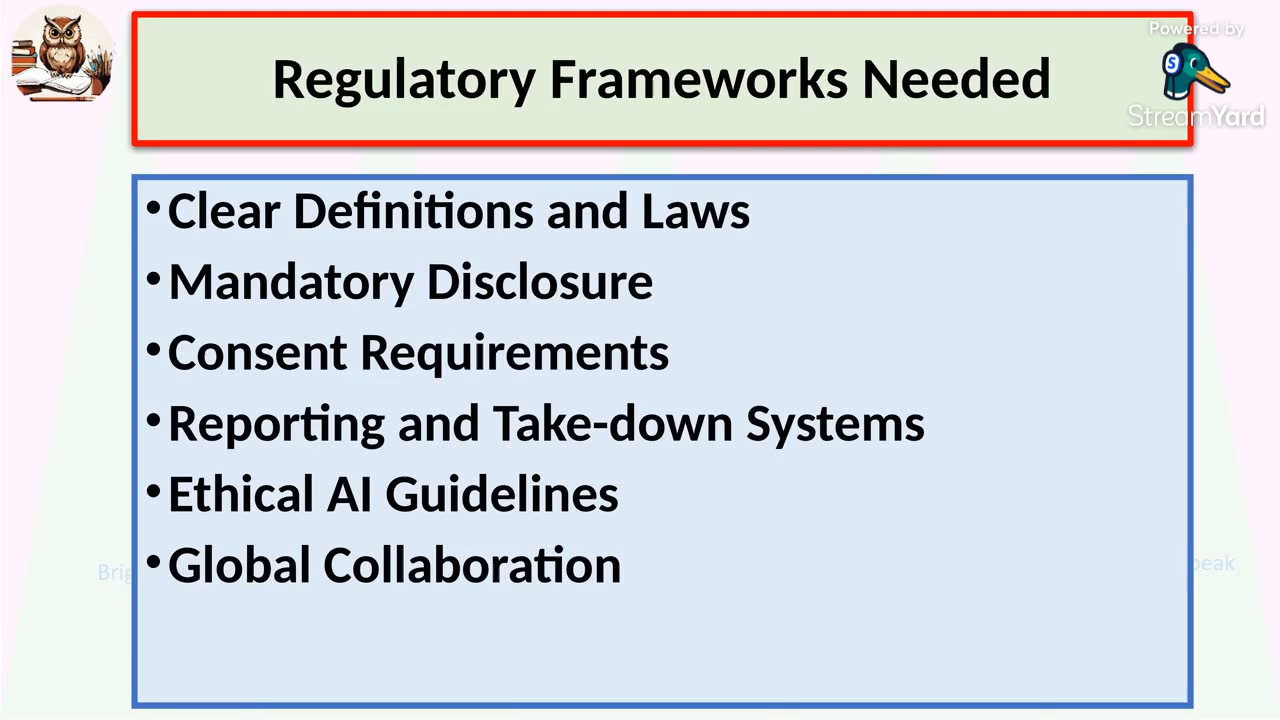 Powered by
StreamYard
Regulatory Frameworks Needed
• Clear Definitions and Laws
• Mandatory Disclosure
• Consent Requirements
• Reporting and Take-down Systems
• Ethical AI Guidelines
• Global Collaboration